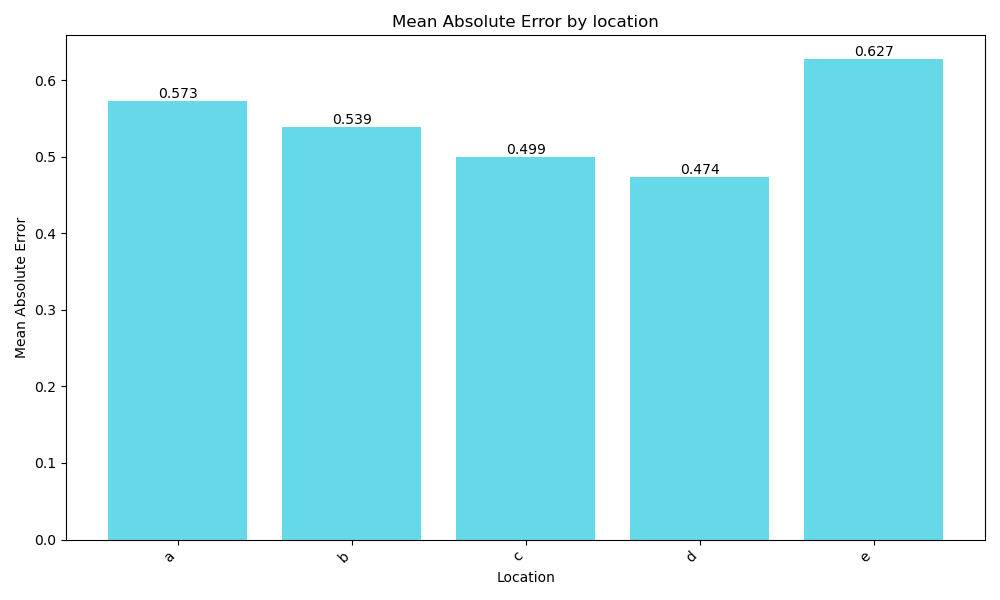 Mean Absolute Error by location
Mean Absolute Error
0.6
0.5
0.4
0.3
0.2
0.1
0.0
0.573
0.539
0.499
0.474
0.627
a
b
c
d
e
Location